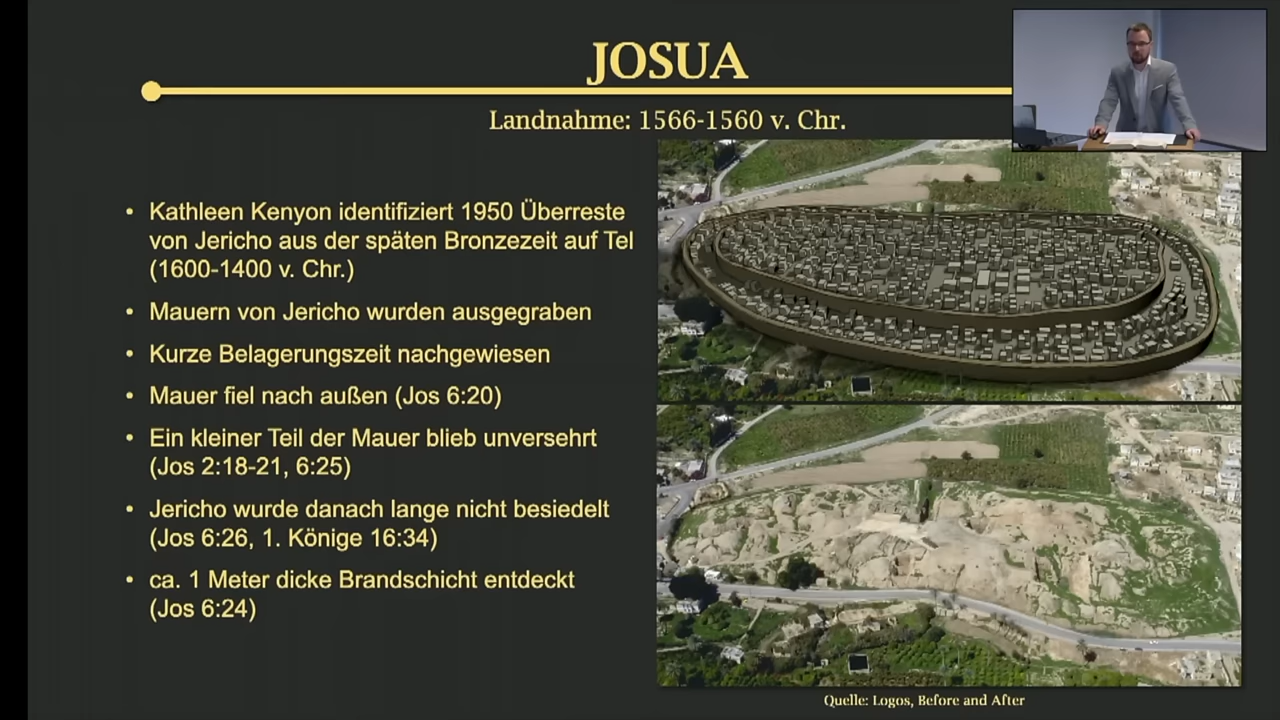 JOSUA
Landnahme: 1566-1560 v. Chr.
• Kathleen Kenyon identifiziert 1950 Überreste
von Jericho aus der späten Bronzezeit auf Tel
(1600-1400 v. Chr.)
• Mauern von Jericho wurden ausgegraben
• Kurze Belagerungszeit nachgewiesen
• Mauer fiel nach außen (Jos 6:20)
• Ein kleiner Teil der Mauer blieb unversehrt
(Jos 2:18-21, 6:25)
• Jericho wurde danach lange nicht besiedelt
(Jos 6:26, 1. Könige 16:34)
• ca. 1 Meter dicke Brandschicht entdeckt
(Jos 6:24)
Quelle: Logos, Before and After